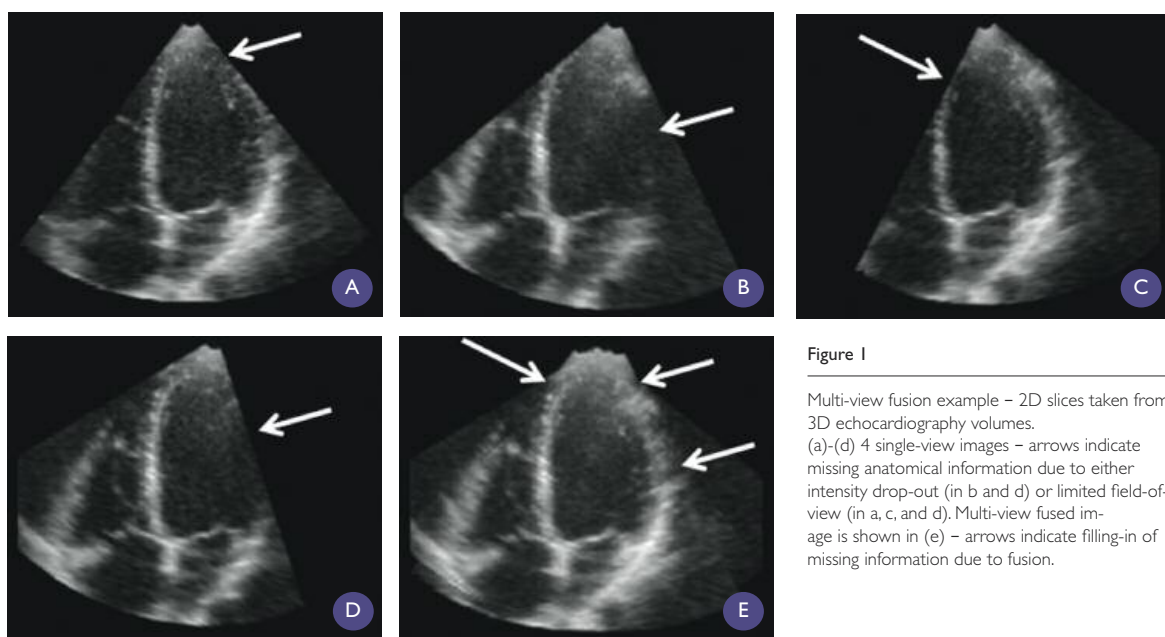 A
B
C
D
E
Figure 1
Multi-view fusion example – 2D slices taken from
3D echocardiography volumes.
(a)-(d) 4 single-view images – arrows indicate
missing anatomical information due to either
intensity drop-out (in b and d) or limited field-of-
view (in a, c, and d). Multi-view fused im-
age is shown in (e) – arrows indicate filling-in of
missing information due to fusion.